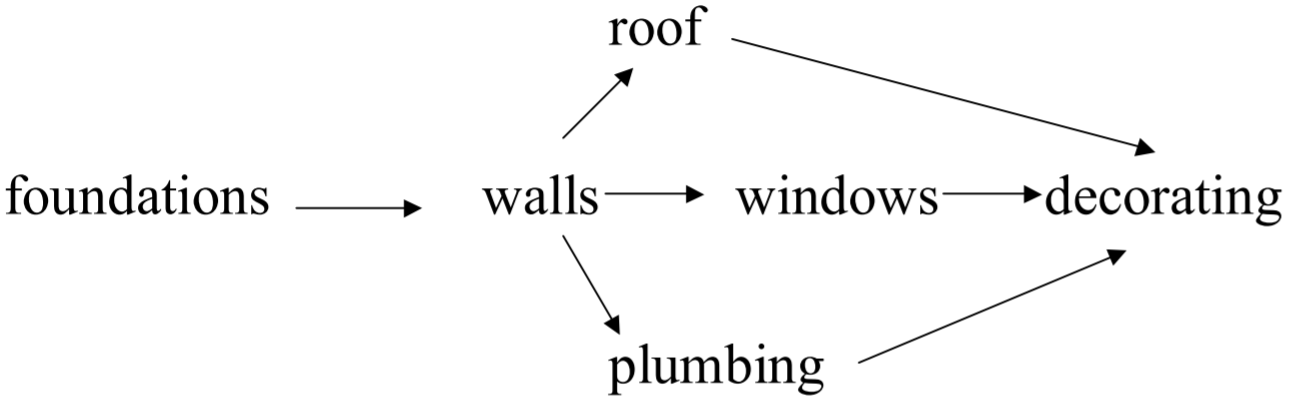 roof
foundations walls windows decorating
plumbing